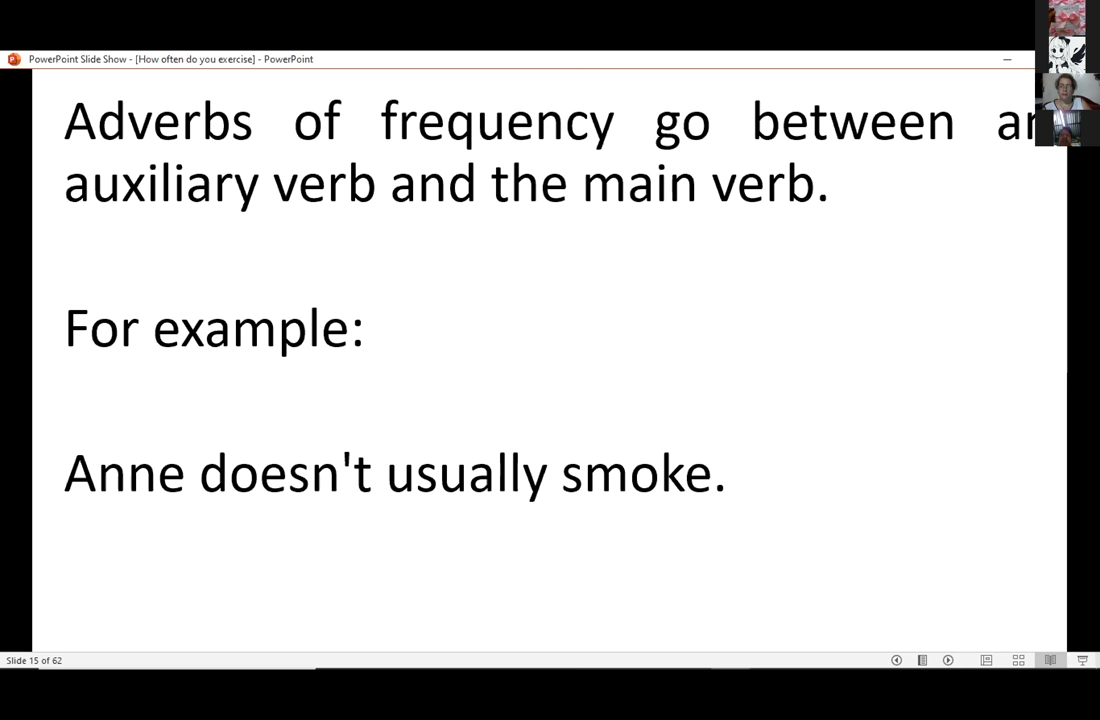 PowerPoint Slide Show - [How often do you exercise] - PowerPoint
Adverbs of frequency go between
auxiliary verb and the main verb.
For example:
Anne doesn't usually smoke.
Slide 15 of 62